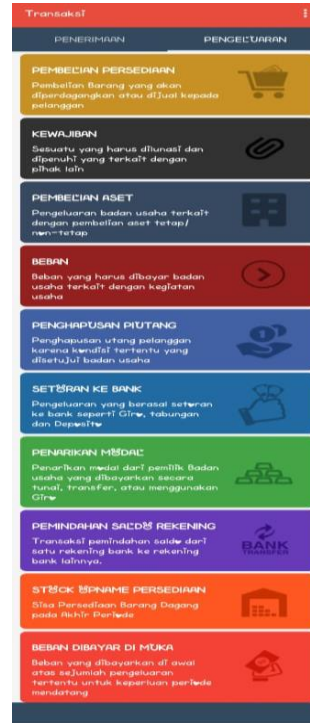 Transaksi
PENERIMAAN PENGELUARAN
PEMBELIAN PERSEDIAAN
Pembelian Barang yang akan
diperdagangkan atau diJual kepada
pelanggan
KEWAJIBAN
Sesuatu yang harus dilunasi dan
dipenuhi yang terkait dengan
pihak lain
PEMBELIAN ASET
Pengeluaran badan usaha terkait
dengan pembelian aset tetap/
non-tetap
BEBAN
Beban yang harus dibayar badan
usaha terkait dengan kegiatan
usaha
PENGHAPUSAN PIUTANG
Penghapusan utang pelanggan
karena kondisi tertentu yang
disetujui badan usaha
SETORAN KE BANK
Pengeluaran yang berasal setoran
ke bank seperti Giro, tabungan
dan Deposito
PENARIKAN MODAL
Penarikan modal dari pemilik Badan
usaha yang dibayarkan secara
tunai, transfer, atau menggunakan
Giro
PEMINDAHAN SALDO REKENING
Transaksi pemindahan saldo dari
satu rekening bank ke rekening
bank lainnya.
BANK
TRANSFER
STOCK OPNAME PERSEDIAAN
Sisa Persediaan Barang Dagang
pada Akhir Periode
BEBAN DIBAYAR DI MUKA
Beban yang dibayarkan di awal
atas sejumlah pengeluaran
tertentu untuk keperluan periode
mendatang